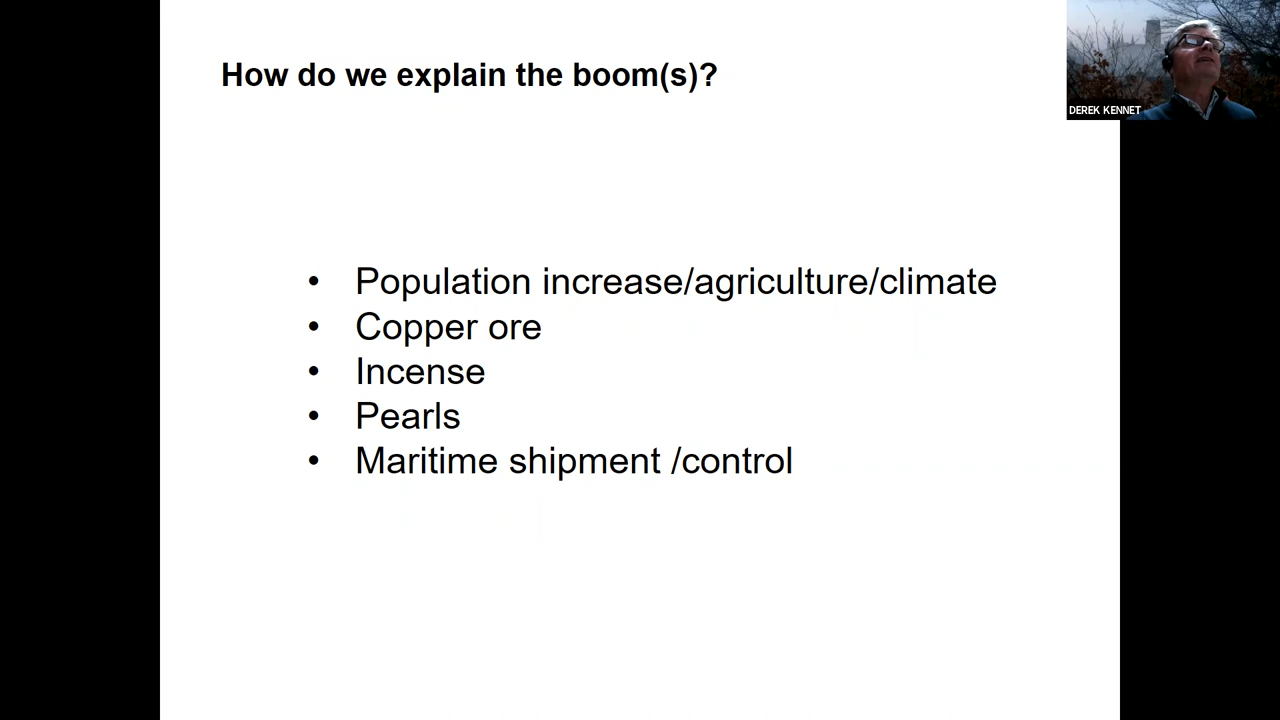 How do we explain the boom(s)?
DEREK KENNET
• Population increase/agriculture/climate
• Copper ore
• Incense
• Pearls
• Maritime shipment /control